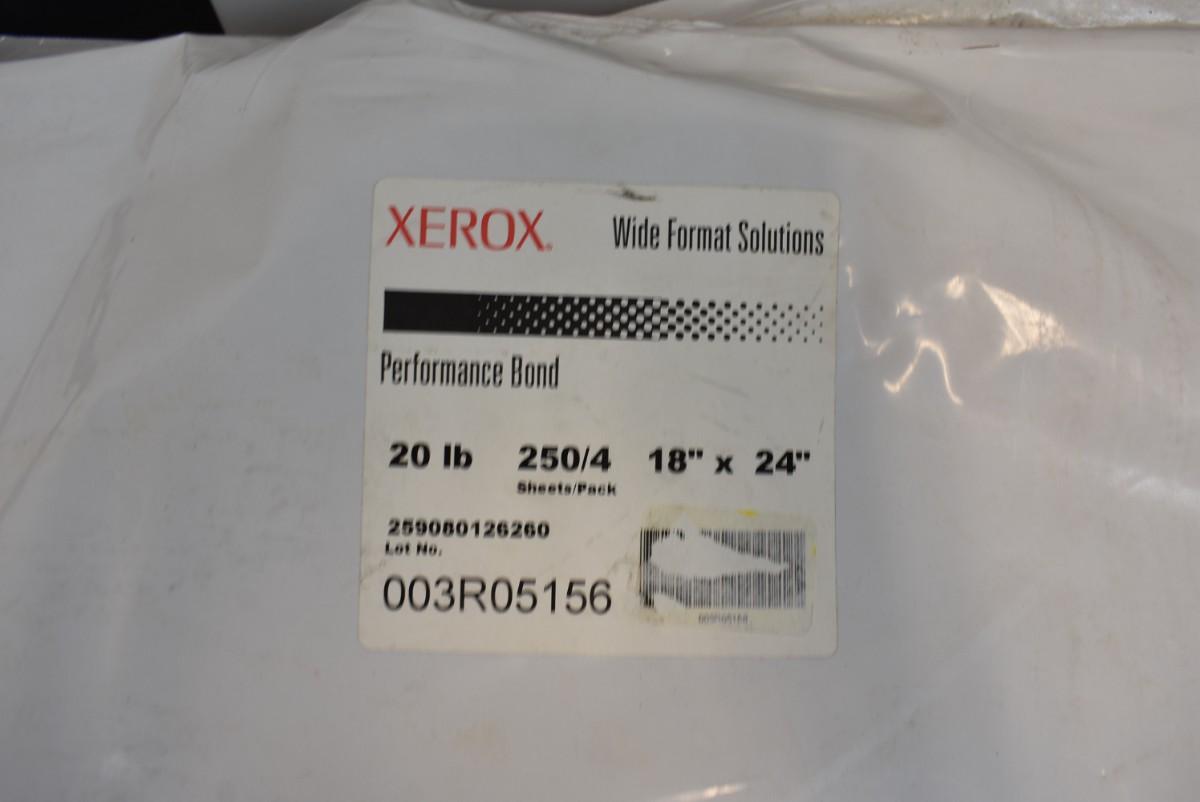 XEROX. Wide Format Solutions
Performance Bond
20 lb 250/4 18" x 24"
Sheets/Pack
259080126260
Lot No.
003R05156